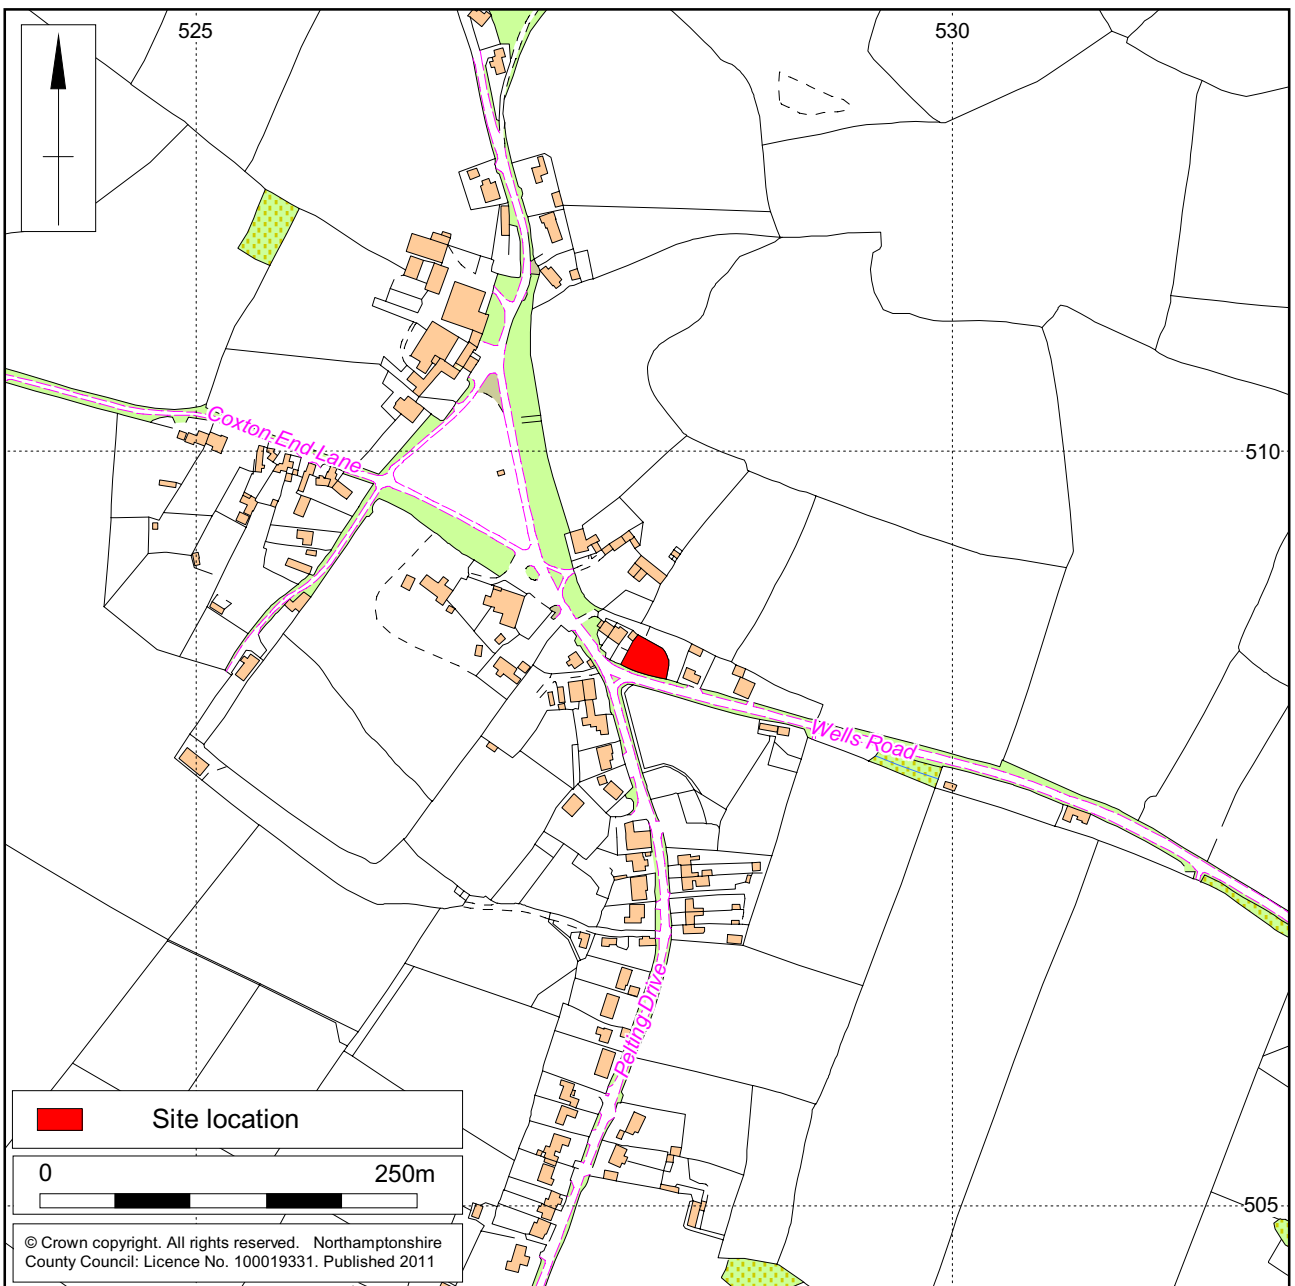 525
530
Coxton End Lane
510
Wells Road
Pelting Drive
Site location
0 250m
505
© Crown copyright. All rights reserved. Northamptonshire
County Council: Licence No. 100019331. Published 2011